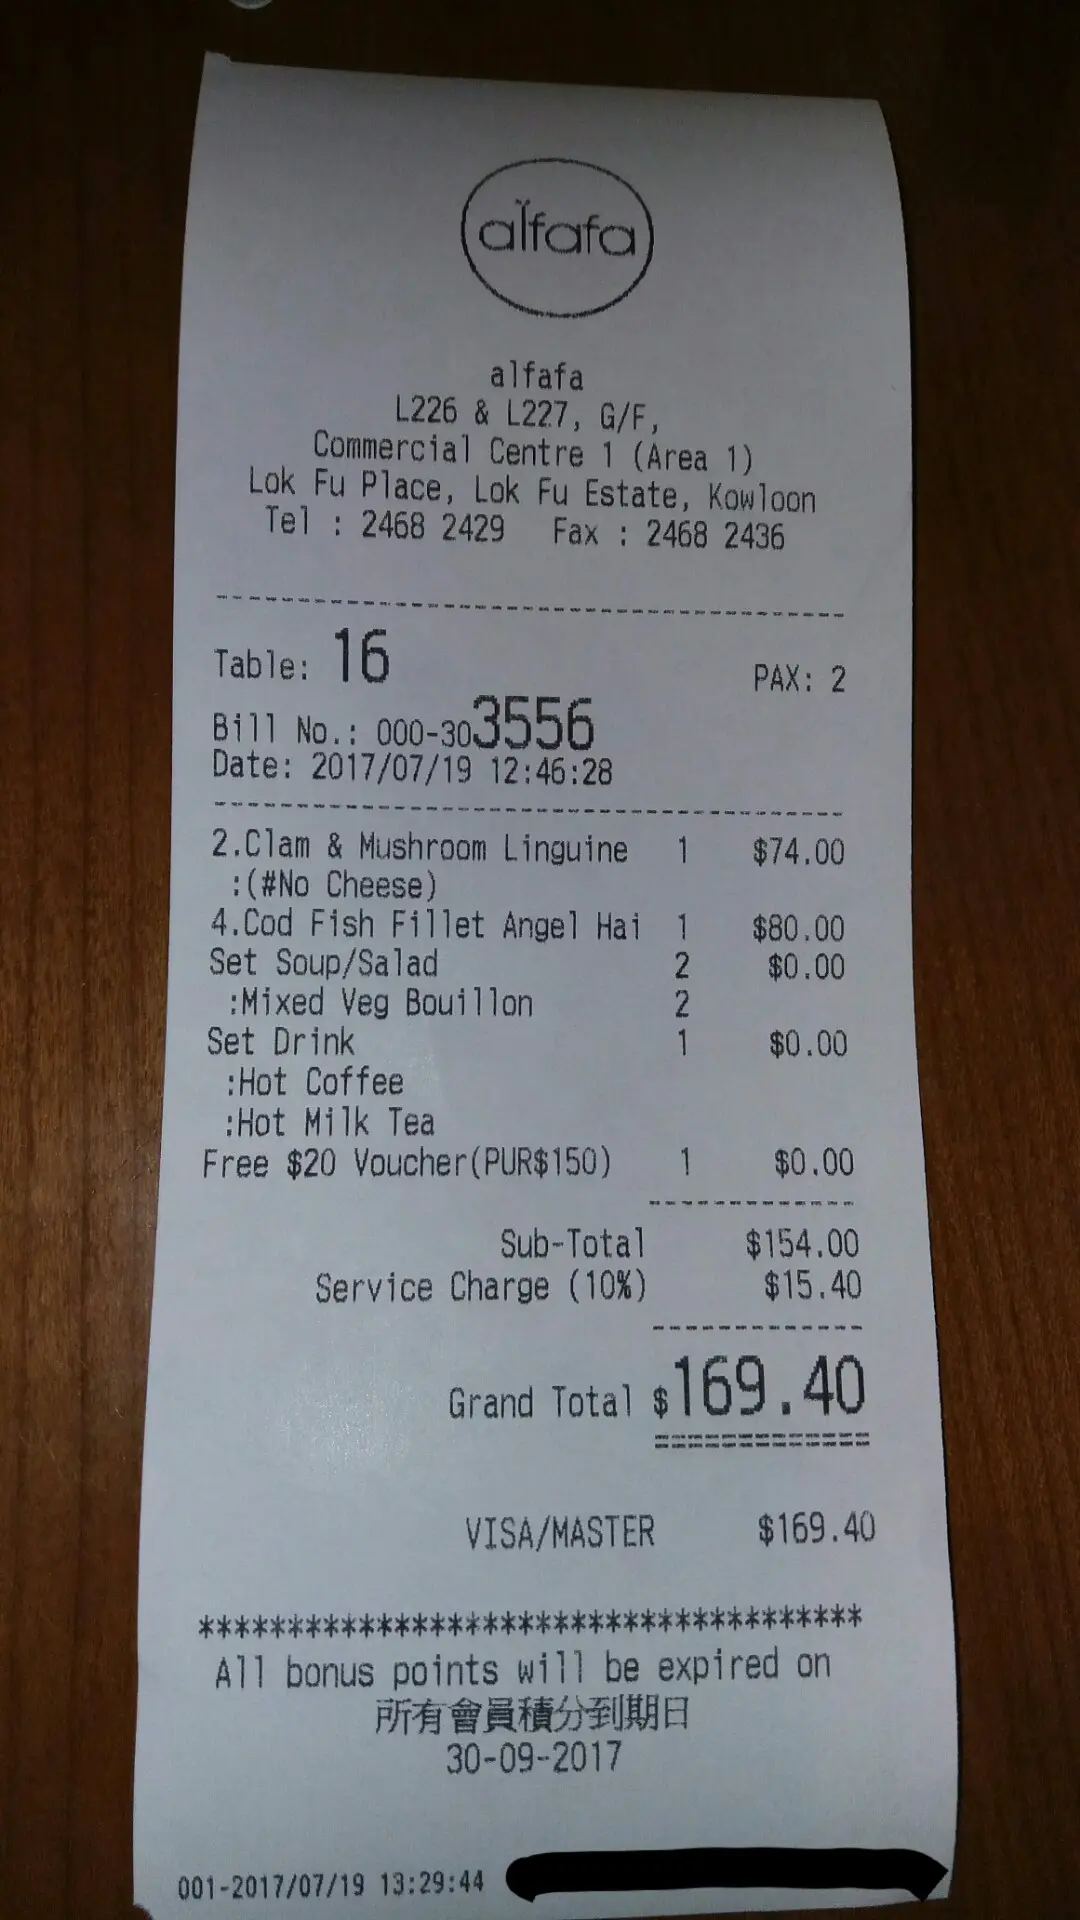 alfafa
alfafa
L226 & L227, G/F,
Commercial Centre 1 (Area 1)
Lok Fu Place, Lok Fu Estate, Kowloon
Tel : 2468 2429 Fax : 2468 2436
Table: 16 PAX: 2
Bill No.: 000-303556
Date: 2017/07/19 12:46:28
2.Clam & Mushroom Linguine 1 $74.00
:(#No Cheese)
4.Cod Fish Fillet Angel Hai 1 $80.00
Set Soup/Salad 2 $0.00
:Mixed Veg Bouillon 2
Set Drink 1 $0.00
:Hot Coffee
:Hot Milk Tea
Free $20 Voucher(PUR$150) 1 $0.00
Sub-Total $154.00
Service Charge (10%) $15.40
Grand Total $169.40
VISA/MASTER $169.40
*************************************
All bonus points will be expired on
所有會員積分到期日
30-09-2017
001-2017/07/19 13:29:44